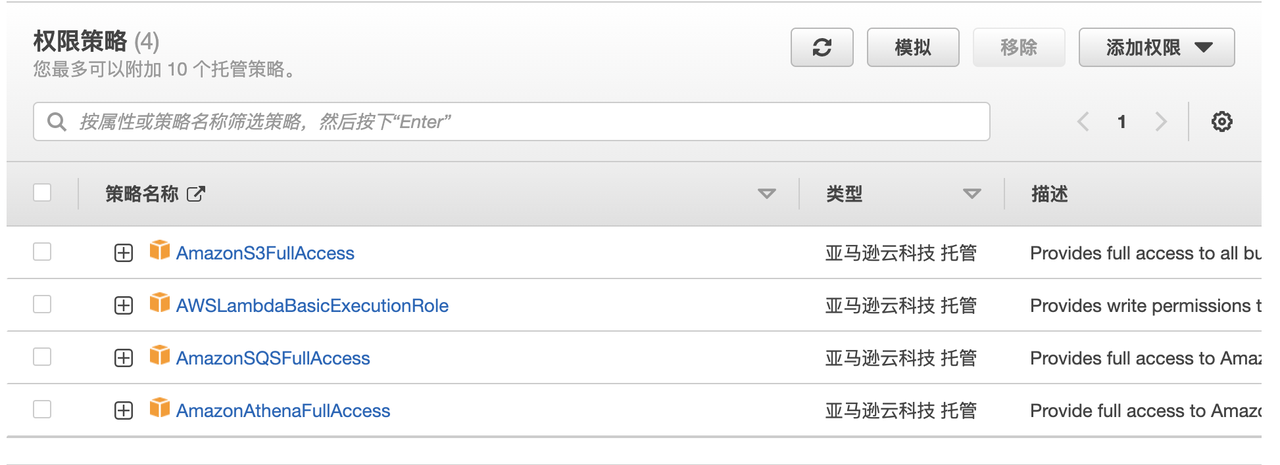 权限策略 (4)
您最多可以附加 10 个托管策略。
模拟
移除
添加权限
按属性或策略名称筛选策略，然后按下“Enter”
1
策略名称 类型 描述
AmazonS3FullAccess 亚马逊云科技 托管 Provides full access to all bu
AWSLambdaBasicExecutionRole 亚马逊云科技 托管 Provides write permissions t
AmazonSQSFullAccess 亚马逊云科技 托管 Provides full access to Amaz
AmazonAthenaFullAccess 亚马逊云科技 托管 Provide full access to Amazo